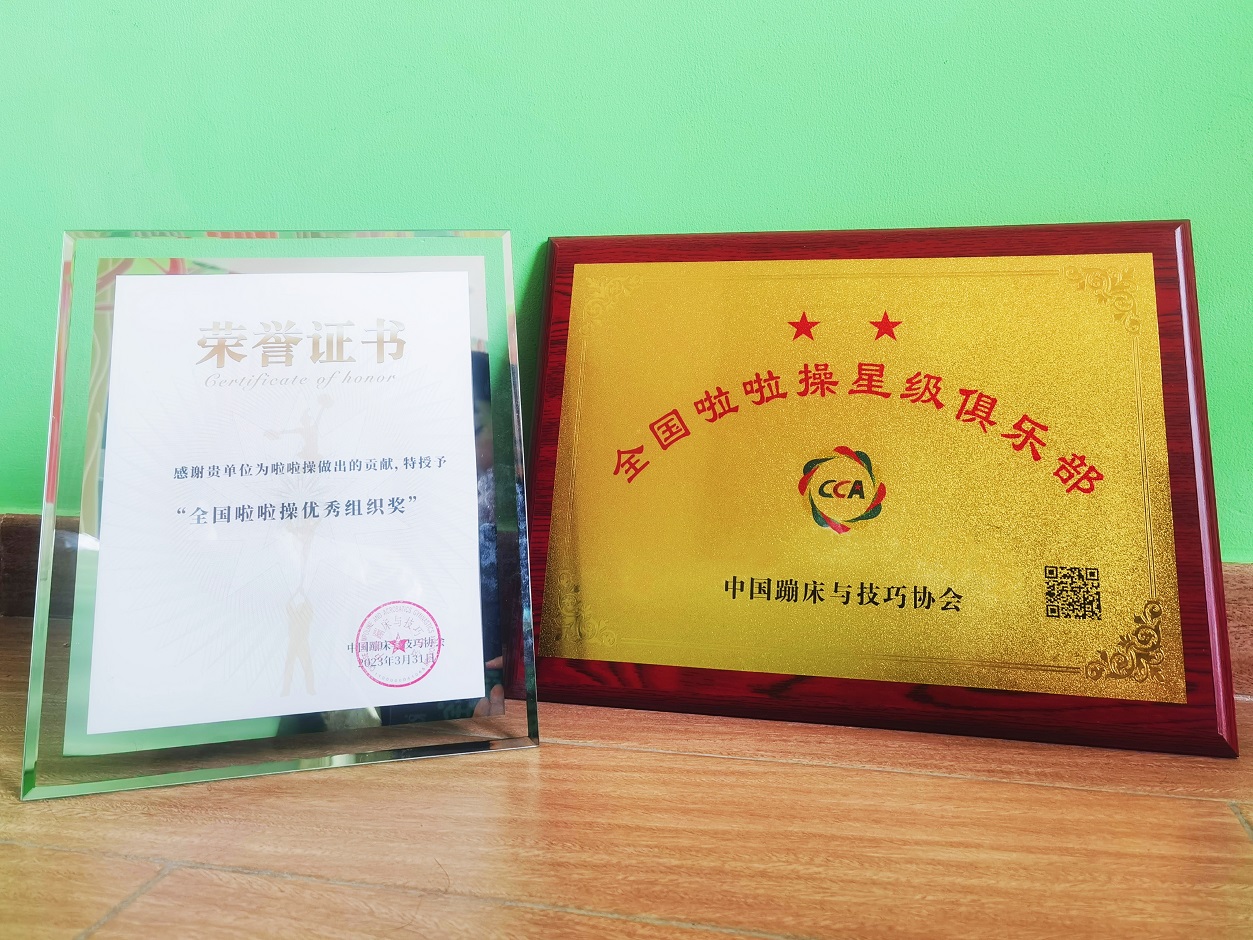 荣誉证书
Certificate of honor
感谢贵单位为啦啦操做出的贡献,特授予
“全国啦啦操优秀组织奖”
中国蹦床与技巧协会
2023年3月31日
全国啦啦操星级俱乐部
CCA
中国蹦床与技巧协会